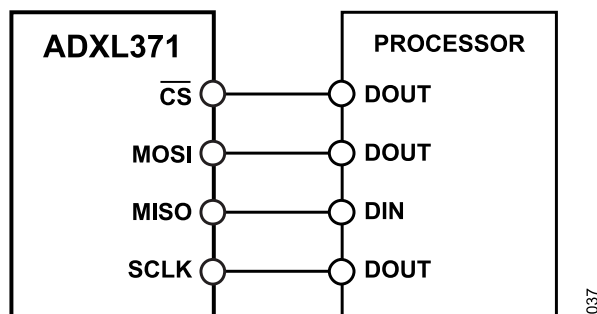 ADXL371 PROCESSOR
CS DOUT
MOSI DOUT
MISO DIN
SCLK DOUT
037